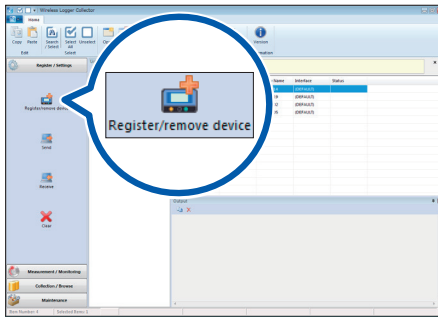 Wireless Logger Collector
Home
Copy
Paste
Search / Select
Select All
Unselect
Version
Edit
Select
Register / Settings
Name
Interface
Status
(DEFAULT)
(DEFAULT)
(DEFAULT)
(DEFAULT)
Register/remove device
Register/remove device
Send
Receive
Clear
Output
Measurement / Monitoring
Collection / Browse
Maintenance
Item Number: 4
Selected Items: 1